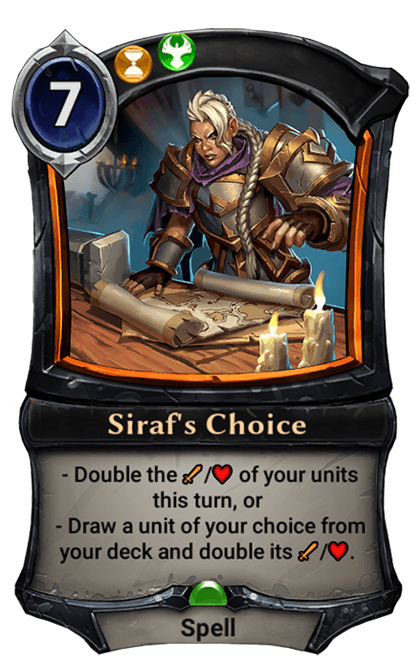 7
Siraf's Choice
- Double the / of your units
this turn, or
- Draw a unit of your choice from
your deck and double its /.
Spell